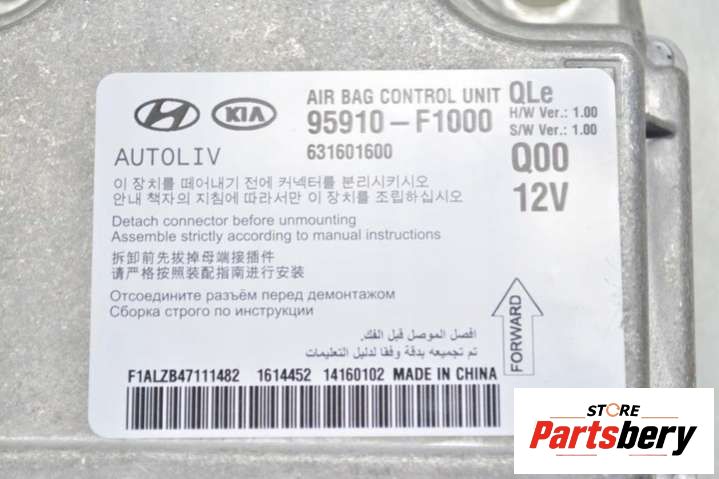 HYUNDAI KIA
AIR BAG CONTROL UNIT QLe
H/W Ver.: 1.00
95910-F1000
S/W Ver.: 1.00
AUTOLIV
631601600
Q00
12V
이 장치를 떼어내기 전에 커넥터를 분리시키시오
안내 책자의 지침에 따라서만 이 장치를 조립하십시오
Detach connector before unmounting
Assemble strictly according to manual instructions
拆卸前先拔掉母端接插件
请严格按照装配指南进行安装
Отсоедините разъём перед демонтажом
Сборка строго по инструкции
افصل الموصل قبل الفك.
تم تجميعه بدقة وفقا لدليل التعليمات
FORWARD
F1ALZB47111482 1614452 14160102 MADE IN CHINA
STORE
Partsbery